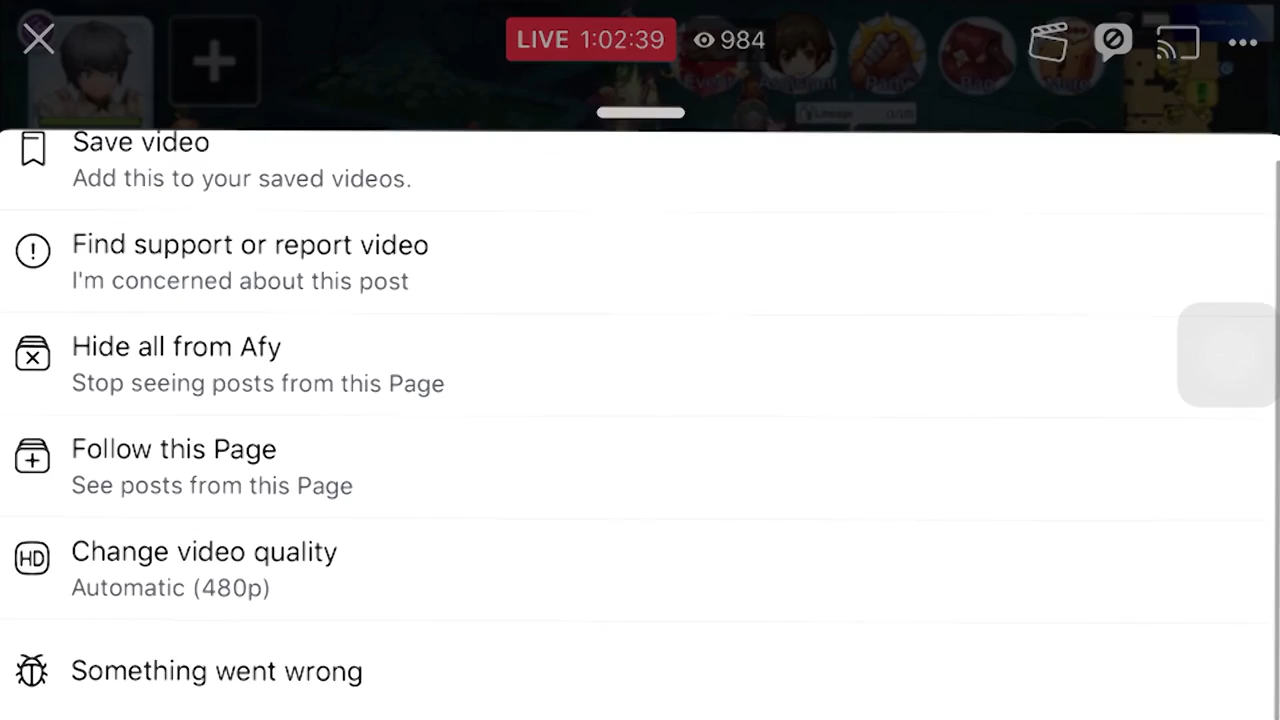 LIVE 1:02:39 984
Save video
Add this to your saved videos.
Find support or report video
I'm concerned about this post
Hide all from Afy
Stop seeing posts from this Page
Follow this Page
See posts from this Page
HD
Change video quality
Automatic (480p)
Something went wrong